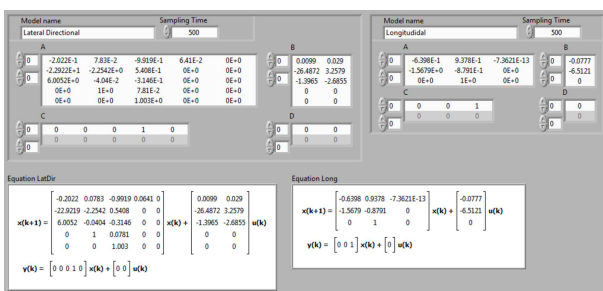 Model name Sampling Time
Lateral Directional 500
A B
0 -2.022E-1 7.83E-2 -9.919E-1 6.41E-2 0E+0 0 0.0099 0.029
0 -2.2922E+1 -2.2542E+0 5.408E-1 0E+0 0E+0 0 -26.4872 3.2579
6.0052E+0 -4.04E-2 -3.146E-1 0E+0 0E+0 -1.3965 -2.6855
0E+0 1E+0 7.81E-2 0E+0 0E+0 0 0
0E+0 0E+0 1.003E+0 0E+0 0E+0 0 0
C D
0 0 0 0 1 0 0 0 0
0 0 0 0 0 0 0 0 0
Model name Sampling Time
Longitudidal 500
A B
0 -6.398E-1 9.378E-1 -7.3621E-13 0 -0.0777
0 -1.5679E+0 -8.791E-1 0E+0 0 -6.5121
0E+0 1E+0 0E+0 0
C D
0 0 0 1 0 0
0 0 0 0 0 0
Equation LatDir
-0.2022 0.0783 -0.9919 0.0641 0 0.0099 0.029
-22.9219 -2.2542 0.5408 0 0 -26.4872 3.2579
x(k+1) = 6.0052 -0.0404 -0.3146 0 0 x(k) + -1.3965 -2.6855 u(k)
0 1 0.0781 0 0 0 0
0 0 1.003 0 0 0 0
y(k) = [0 0 0 1 0] x(k) + [0 0] u(k)
Equation Long
-0.6398 0.9378 -7.3621E-13 -0.0777
x(k+1) = -1.5679 -0.8791 0 x(k) + -6.5121 u(k)
0 1 0 0
y(k) = [0 0 1] x(k) + [0] u(k)